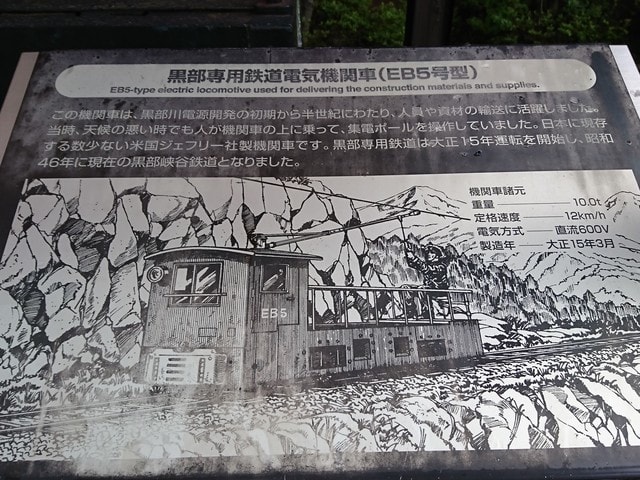 黒部専用鉄道電気機関車(EB5号型)
EB5-type electric locomotive used for delivering the construction materials and supplies.
この機関車は、黒部川電源開発の初期から半世紀にわたり、人員や資材の輸送に活躍しました。
当時、天候の悪い時でも人が機関車の上に乗って、集電ポールを操作していました。日本に現存
する数少ない米国ジェフリー社製機関車です。黒部専用鉄道は大正15年運転を開始し、昭和
46年に現在の黒部峡谷鉄道となりました。
機関車諸元
重量 10.0t
定格速度 12km/h
電気方式 直流600V
製造年 大正15年3月
EB5